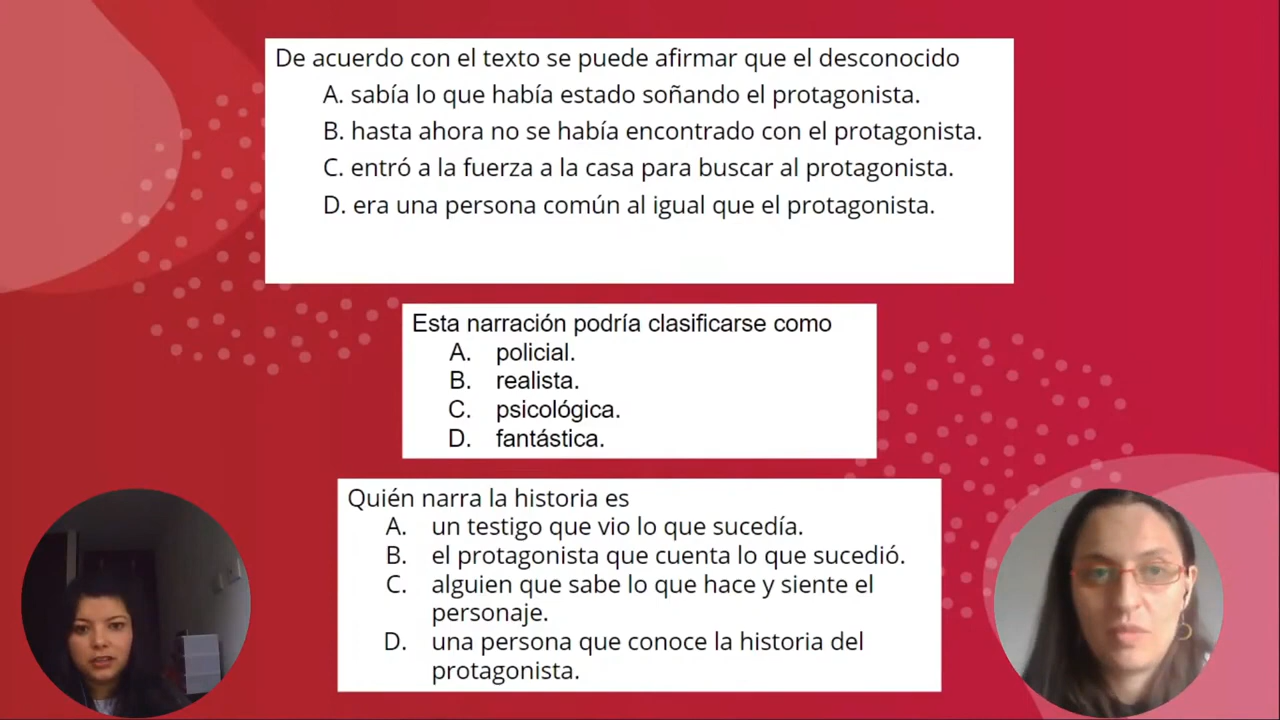 De acuerdo con el texto se puede afirmar que el desconocido
A. sabía lo que había estado soñando el protagonista.
B. hasta ahora no se había encontrado con el protagonista.
C. entró a la fuerza a la casa para buscar al protagonista.
D. era una persona común al igual que el protagonista.
Esta narración podría clasificarse como
A. policial.
B. realista.
C. psicológica.
D. fantástica.
Quién narra la historia es
A. un testigo que vio lo que sucedía.
B. el protagonista que cuenta lo que sucedió.
C. alguien que sabe lo que hace y siente el
personaje.
D. una persona que conoce la historia del
protagonista.